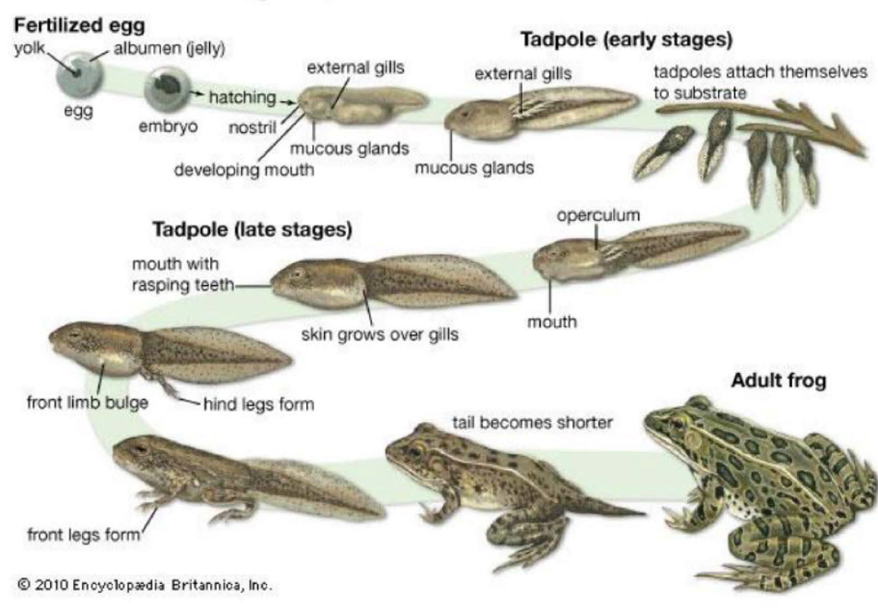 Fertilized egg
yolk
albumen (jelly)
egg
embryo
hatching
nostril
developing mouth
external gills
mucous glands
Tadpole (early stages)
external gills
mucous glands
tadpoles attach themselves
to substrate
operculum
mouth
Tadpole (late stages)
mouth with
rasping teeth
skin grows over gills
front limb bulge
hind legs form
front legs form
tail becomes shorter
Adult frog
© 2010 Encyclopædia Britannica, Inc.